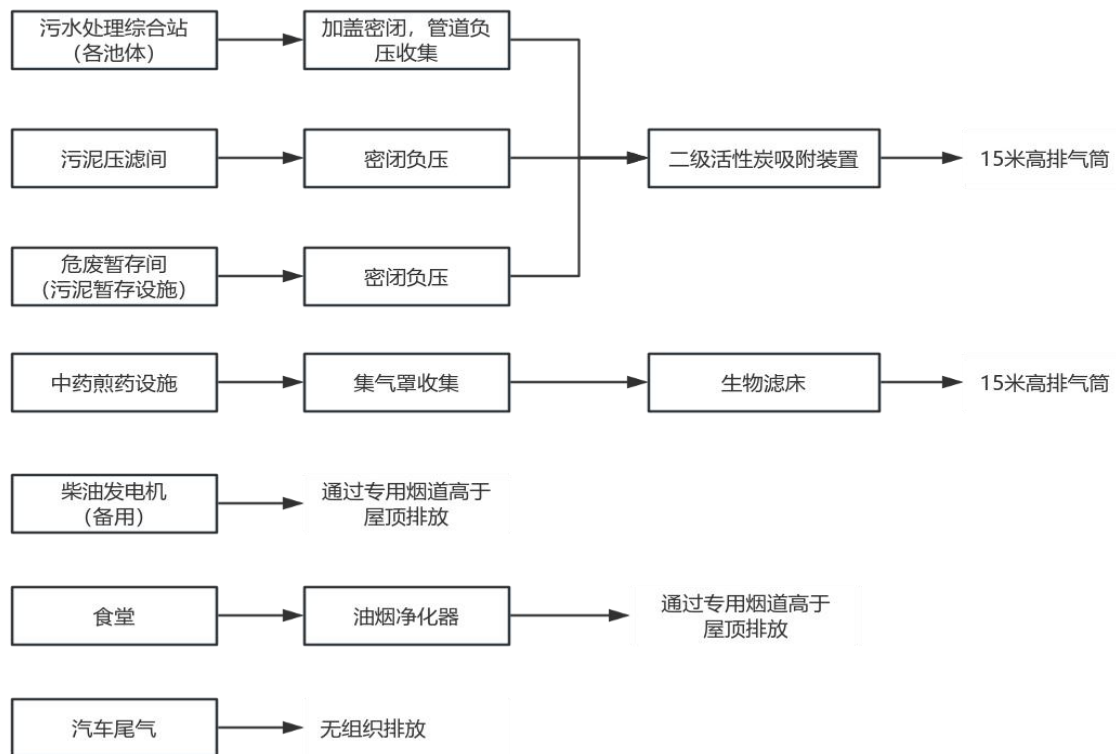 污水处理综合站
（各池体）
加盖密闭，管道负
压收集
污泥压滤间
密闭负压
二级活性炭吸附装置
15米高排气筒
危废暂存间
（污泥暂存设施）
密闭负压
中药煎药设施
集气罩收集
生物滤床
15米高排气筒
柴油发电机
（备用）
通过专用烟道高于
屋顶排放
食堂
油烟净化器
通过专用烟道高于
屋顶排放
汽车尾气
无组织排放